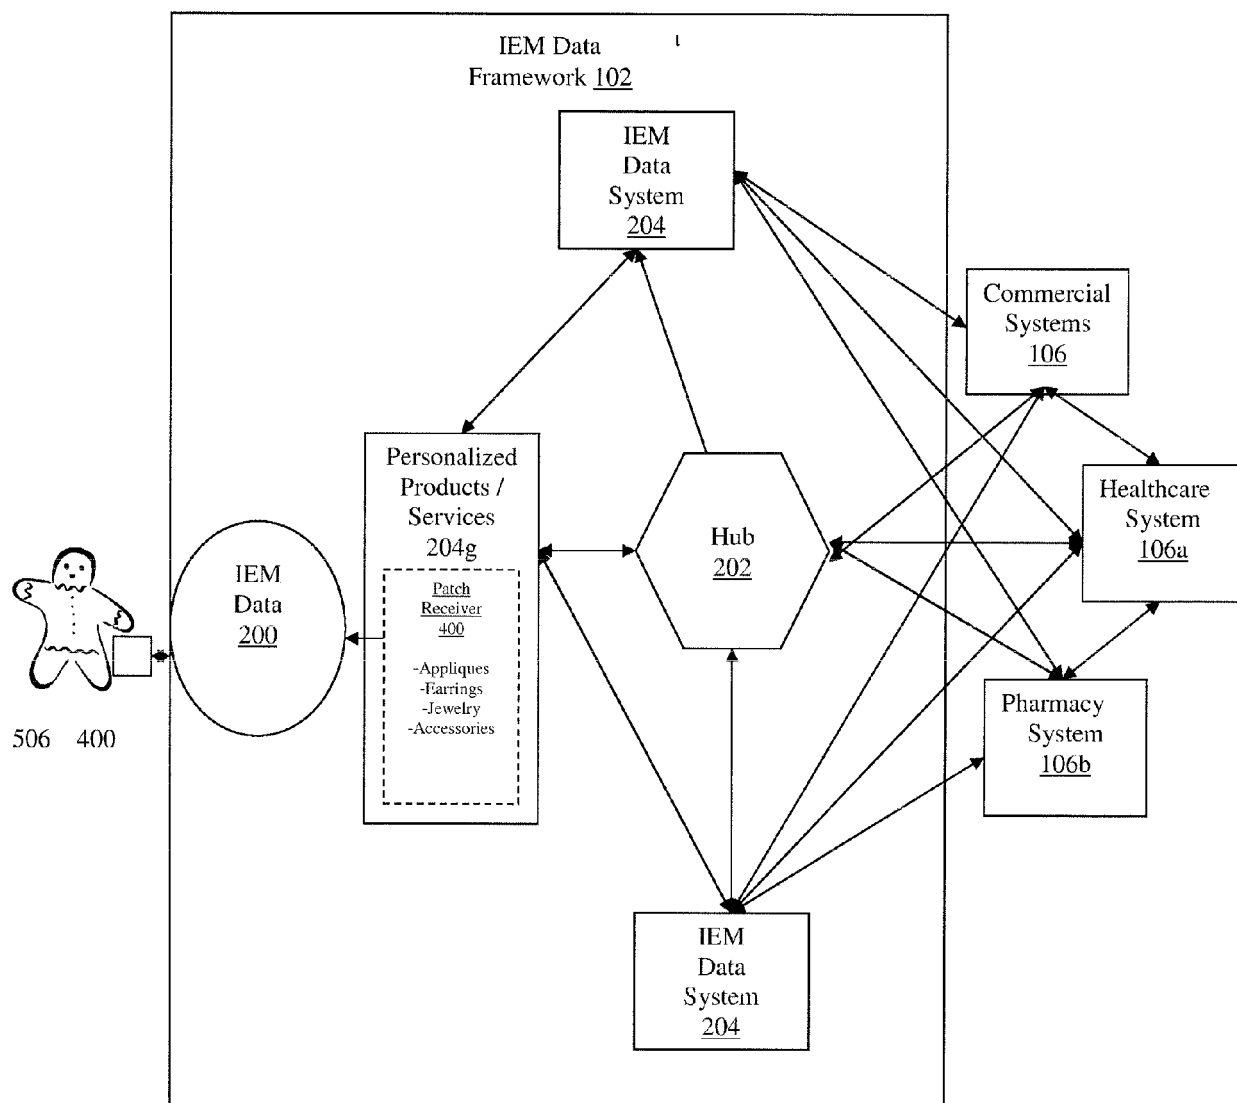 IEM Data
Framework 102
IEM
Data
System
204
Commercial
Systems
106
Personalized
Products /
Services
204g
Patch
Receiver
400
-Appliques
-Earrings
-Jewelry
-Accessories
Hub
202
Healthcare
System
106a
IEM
Data
200
506 400
Pharmacy
System
106b
IEM
Data
System
204